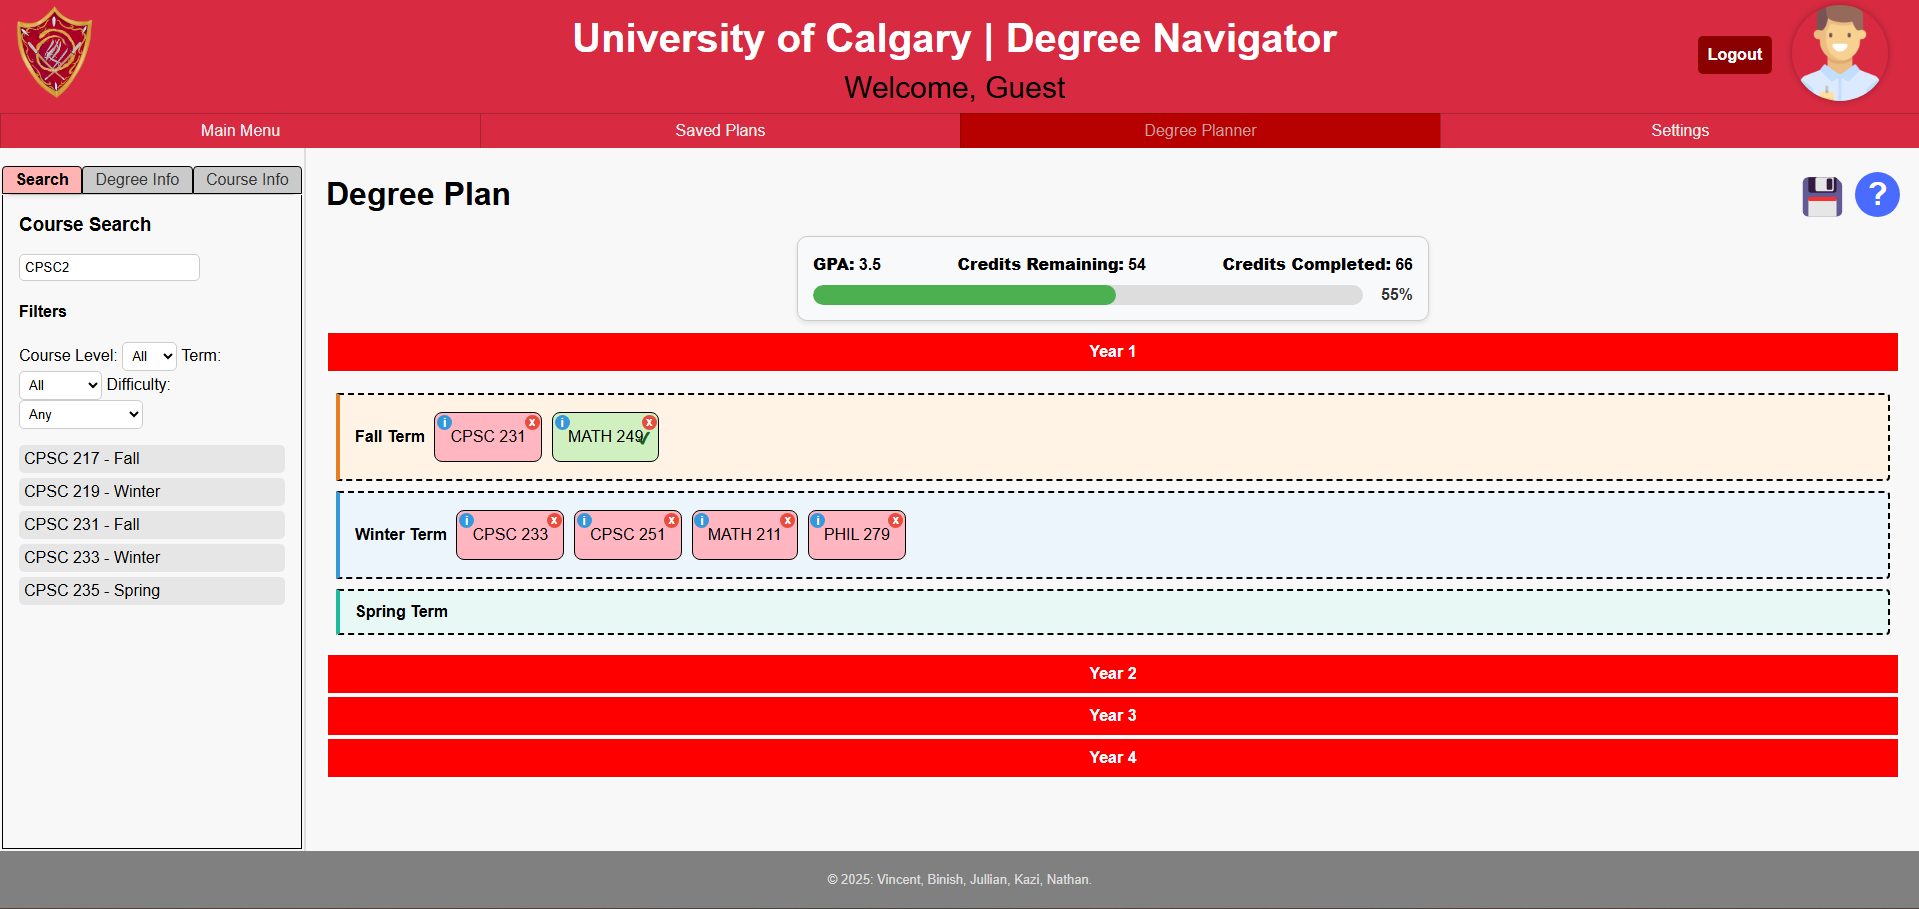 University of Calgary | Degree Navigator
Welcome, Guest
Logout
Main Menu
Saved Plans
Degree Planner
Settings
Search
Degree Info
Course Info
Course Search
CPSC2
Filters
Course Level: All Term:
All Difficulty:
Any
CPSC 217 - Fall
CPSC 219 - Winter
CPSC 231 - Fall
CPSC 233 - Winter
CPSC 235 - Spring
Degree Plan
?
GPA: 3.5
Credits Remaining: 54
Credits Completed: 66
55%
Year 1
Fall Term
i CPSC 231 x
i MATH 249 x ✓
Winter Term
i CPSC 233 x
i CPSC 251 x
i MATH 211 x
i PHIL 279 x
Spring Term
Year 2
Year 3
Year 4
© 2025: Vincent, Binish, Jullian, Kazi, Nathan.